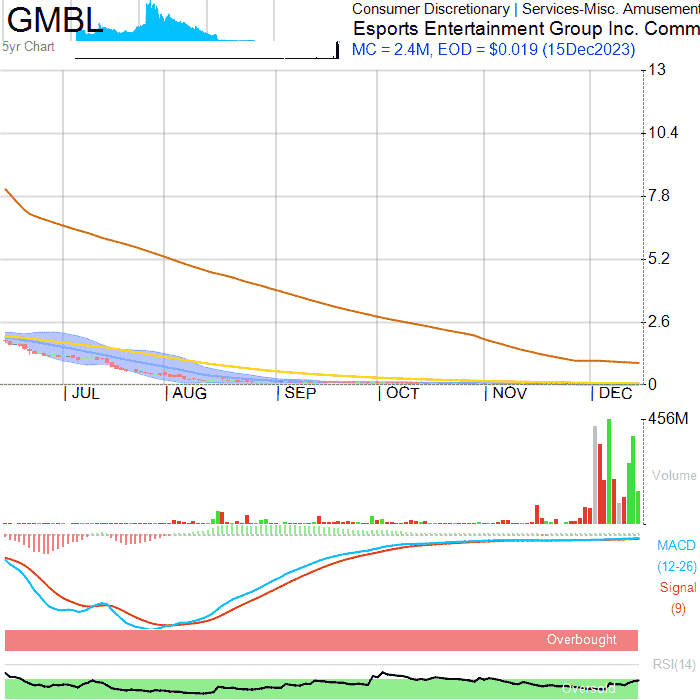 GMBL
Consumer Discretionary | Services-Misc. Amusement
Esports Entertainment Group Inc. Comm
5yr Chart
MC = 2.4M, EOD = $0.019 (15Dec2023)
13
10.4
7.8
5.2
2.6
0
JUL AUG SEP OCT NOV DEC
456M
Volume
MACD
(12-26)
Signal
(9)
Overbought
RSI(14)
Oversold